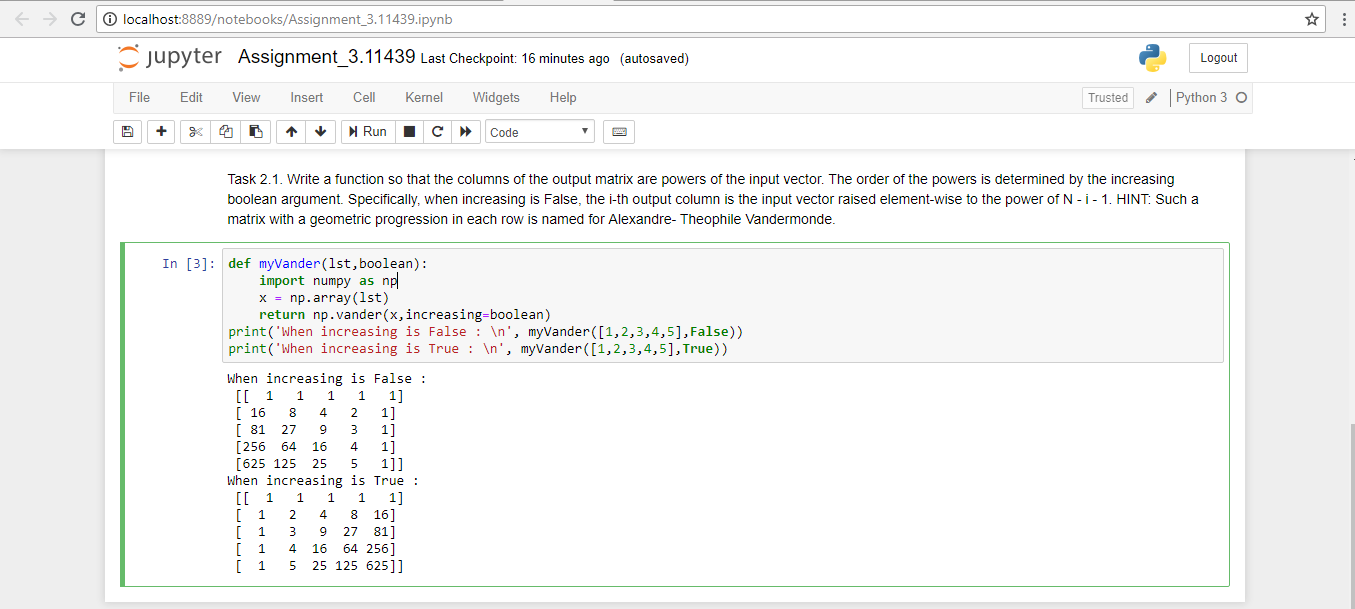 localhost:8889/notebooks/Assignment_3.11439.ipynb
jupyter Assignment_3.11439 Last Checkpoint: 16 minutes ago (autosaved) Logout
File Edit View Insert Cell Kernel Widgets Help Trusted Python 3
Run Code
Task 2.1. Write a function so that the columns of the output matrix are powers of the input vector. The order of the powers is determined by the increasing
boolean argument. Specifically, when increasing is False, the i-th output column is the input vector raised element-wise to the power of N - i - 1. HINT: Such a
matrix with a geometric progression in each row is named for Alexandre- Theophile Vandermonde.
In [3]: def myVander(lst,boolean):
    import numpy as np
    x = np.array(lst)
    return np.vander(x,increasing=boolean)
print('When increasing is False : \n', myVander([1,2,3,4,5],False))
print('When increasing is True : \n', myVander([1,2,3,4,5],True))
When increasing is False :
 [[  1   1   1   1   1]
 [ 16   8   4   2   1]
 [ 81  27   9   3   1]
 [256  64  16   4   1]
 [625 125  25   5   1]]
When increasing is True :
 [[  1   1   1   1   1]
 [  1   2   4   8  16]
 [  1   3   9  27  81]
 [  1   4  16  64 256]
 [  1   5  25 125 625]]